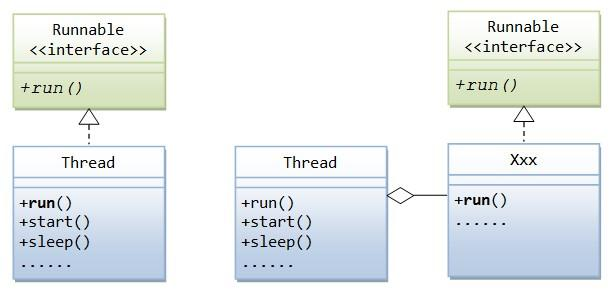 Runnable
<<interface>>
+run()
Thread
+run()
+start()
+sleep()
......
Thread
+run()
+start()
+sleep()
......
Runnable
<<interface>>
+run()
Xxx
+run()
......